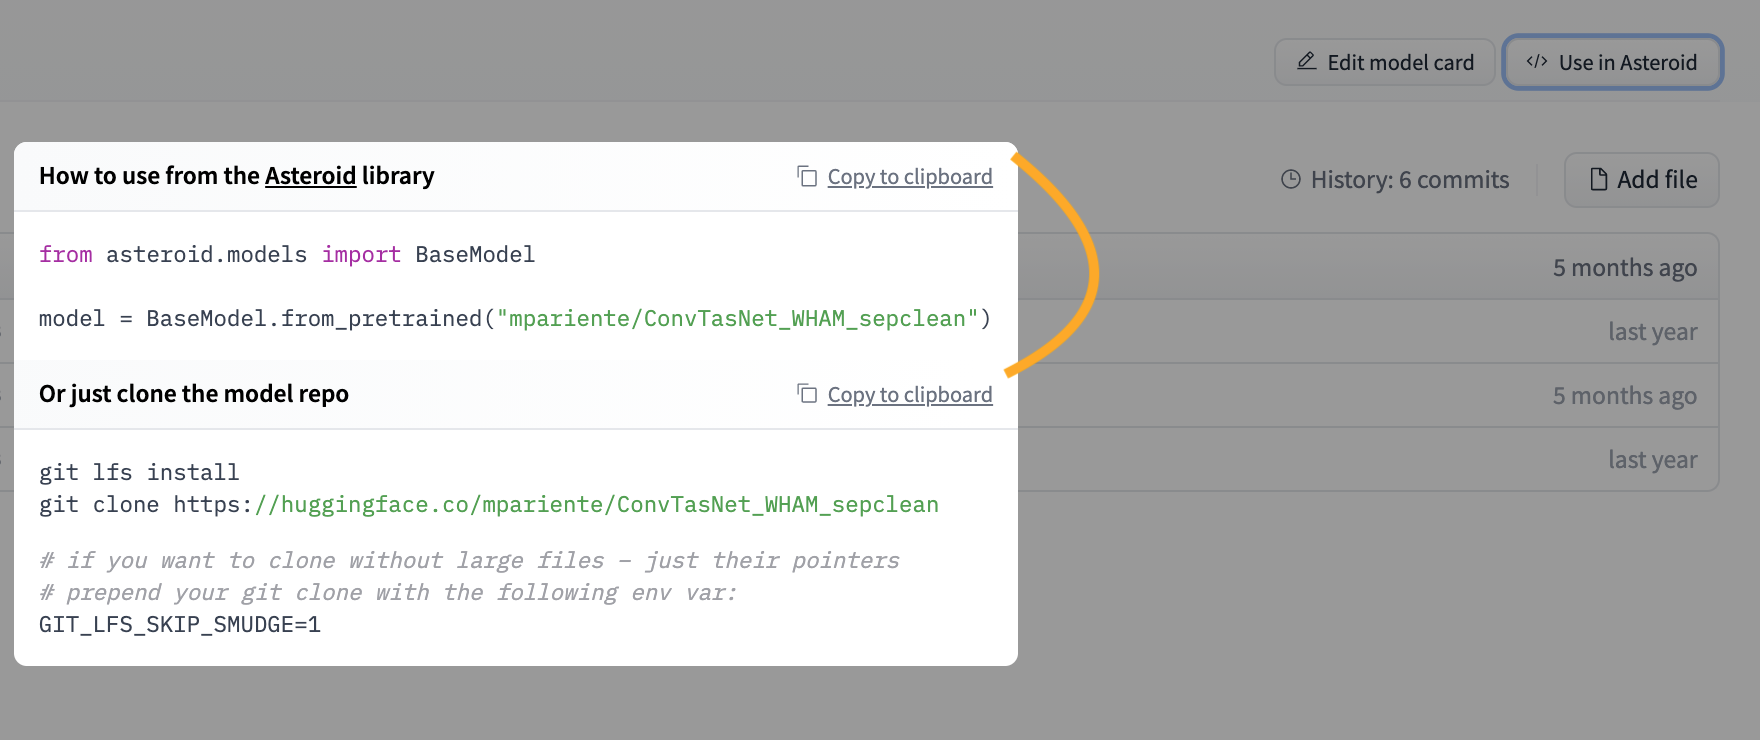 Edit model card
</> Use in Asteroid
How to use from the Asteroid library
Copy to clipboard
History: 6 commits
Add file
from asteroid.models import BaseModel
5 months ago
model = BaseModel.from_pretrained("mpariente/ConvTasNet_WHAM_sepclean")
last year
Or just clone the model repo
Copy to clipboard
5 months ago
git lfs install
last year
git clone https://huggingface.co/mpariente/ConvTasNet_WHAM_sepclean
# if you want to clone without large files – just their pointers
# prepend your git clone with the following env var:
GIT_LFS_SKIP_SMUDGE=1